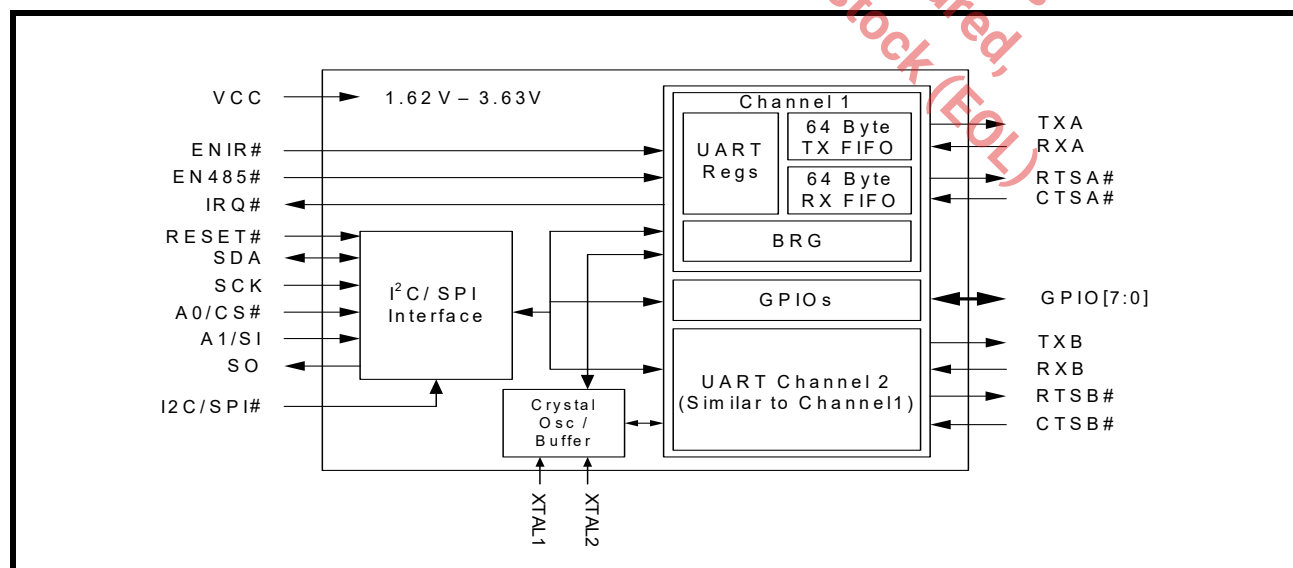 ured,
stock (EOL)
VCC
1.62 V – 3.63V
ENIR#
EN485#
IRQ#
RESET#
SDA
SCK
A0/CS#
A1/SI
SO
I2C/SPI#
I²C/ SPI
Interface
Channel 1
UART
Regs
64 Byte
TX FIFO
64 Byte
RX FIFO
BRG
GPIOs
UART Channel 2
(Similar to Channel1)
Crystal
Osc /
Buffer
XTAL1
XTAL2
TXA
RXA
RTSA#
CTSA#
GPIO[7:0]
TXB
RXB
RTSB#
CTSB#